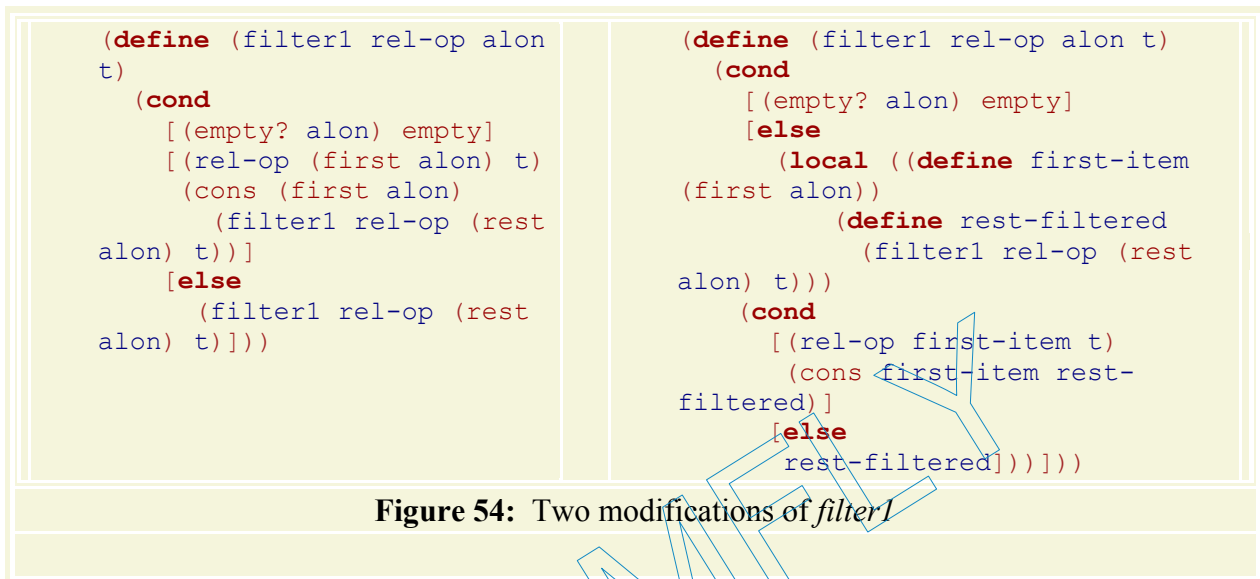 (define (filter1 rel-op alon
t)
(cond
[(empty? alon) empty]
[(rel-op (first alon) t)
(cons (first alon)
(filter1 rel-op (rest
alon) t))]
[else
(filter1 rel-op (rest
alon) t)]))
(define (filter1 rel-op alon t)
(cond
[(empty? alon) empty]
[else
(local ((define first-item
(first alon))
(define rest-filtered
(filter1 rel-op (rest
alon) t)))
(cond
[(rel-op first-item t)
(cons first-item rest-
filtered)]
[else
rest-filtered]))]))
Figure 54: Two modifications of filter1
MELY